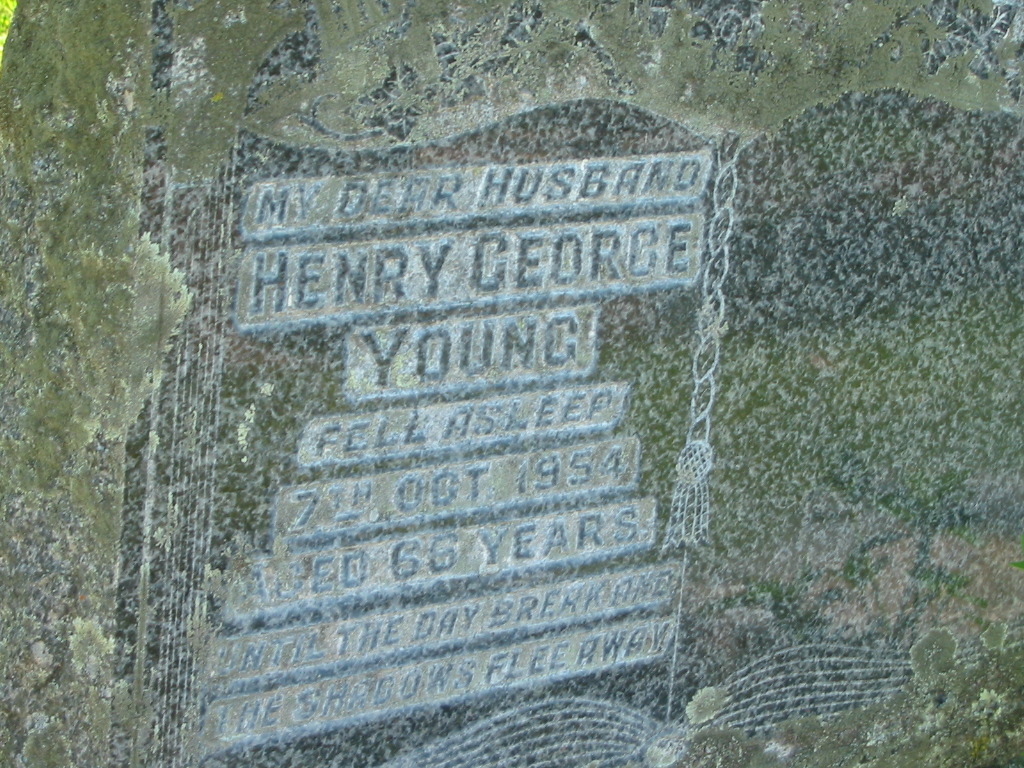 MY DEAR HUSBAND
HENRY GEORGE
YOUNG
FELL ASLEEP
7TH. OCT. 1954.
AGED 66 YEARS.
UNTIL THE DAY BREAK AND
THE SHADOWS FLEE AWAY